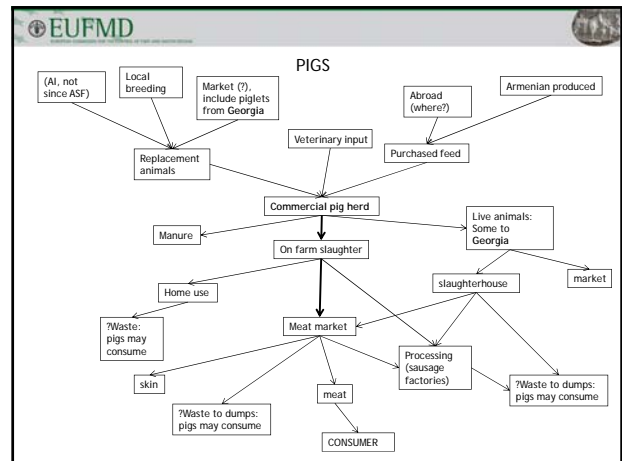 EUFMD
PIGS
(AI, not
since ASF)
Local
breeding
Market (?),
include piglets
from Georgia
Abroad
(where?)
Armenian produced
Replacement
animals
Veterinary input
Purchased feed
Commercial pig herd
Manure
On farm slaughter
Live animals:
Some to
Georgia
Home use
slaughterhouse
market
?Waste:
pigs may
consume
Meat market
Processing
(sausage
factories)
skin
?Waste to dumps:
pigs may consume
meat
?Waste to dumps:
pigs may consume
CONSUMER